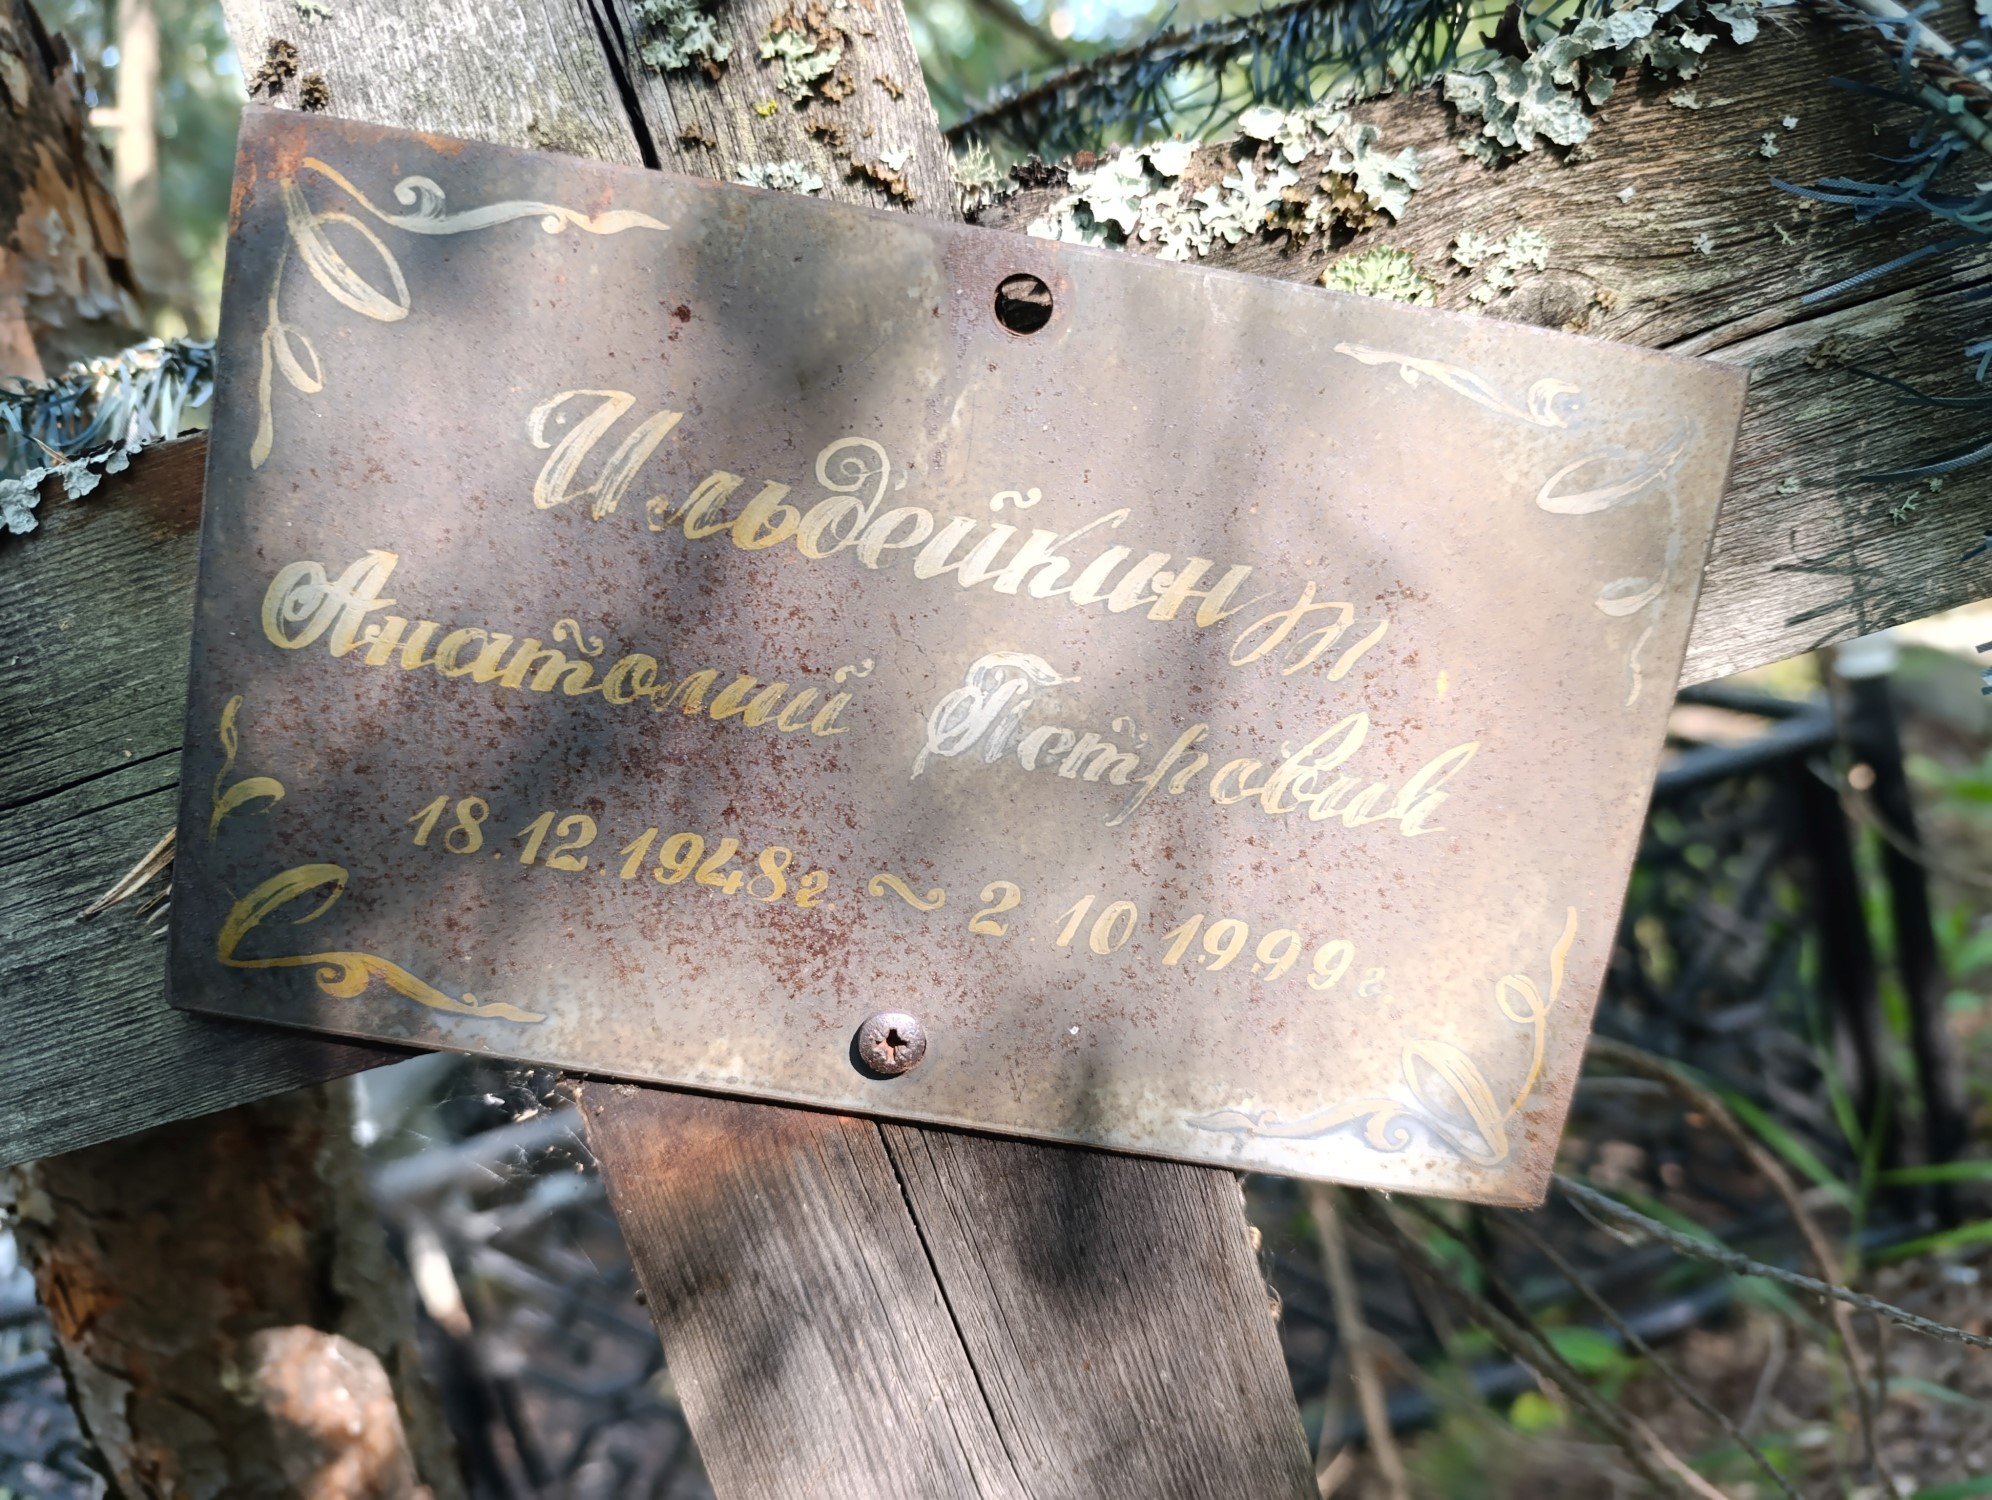 Ильдейкин
Анатолий Петрович
18.12.1948г. ~ 2 10 1999г